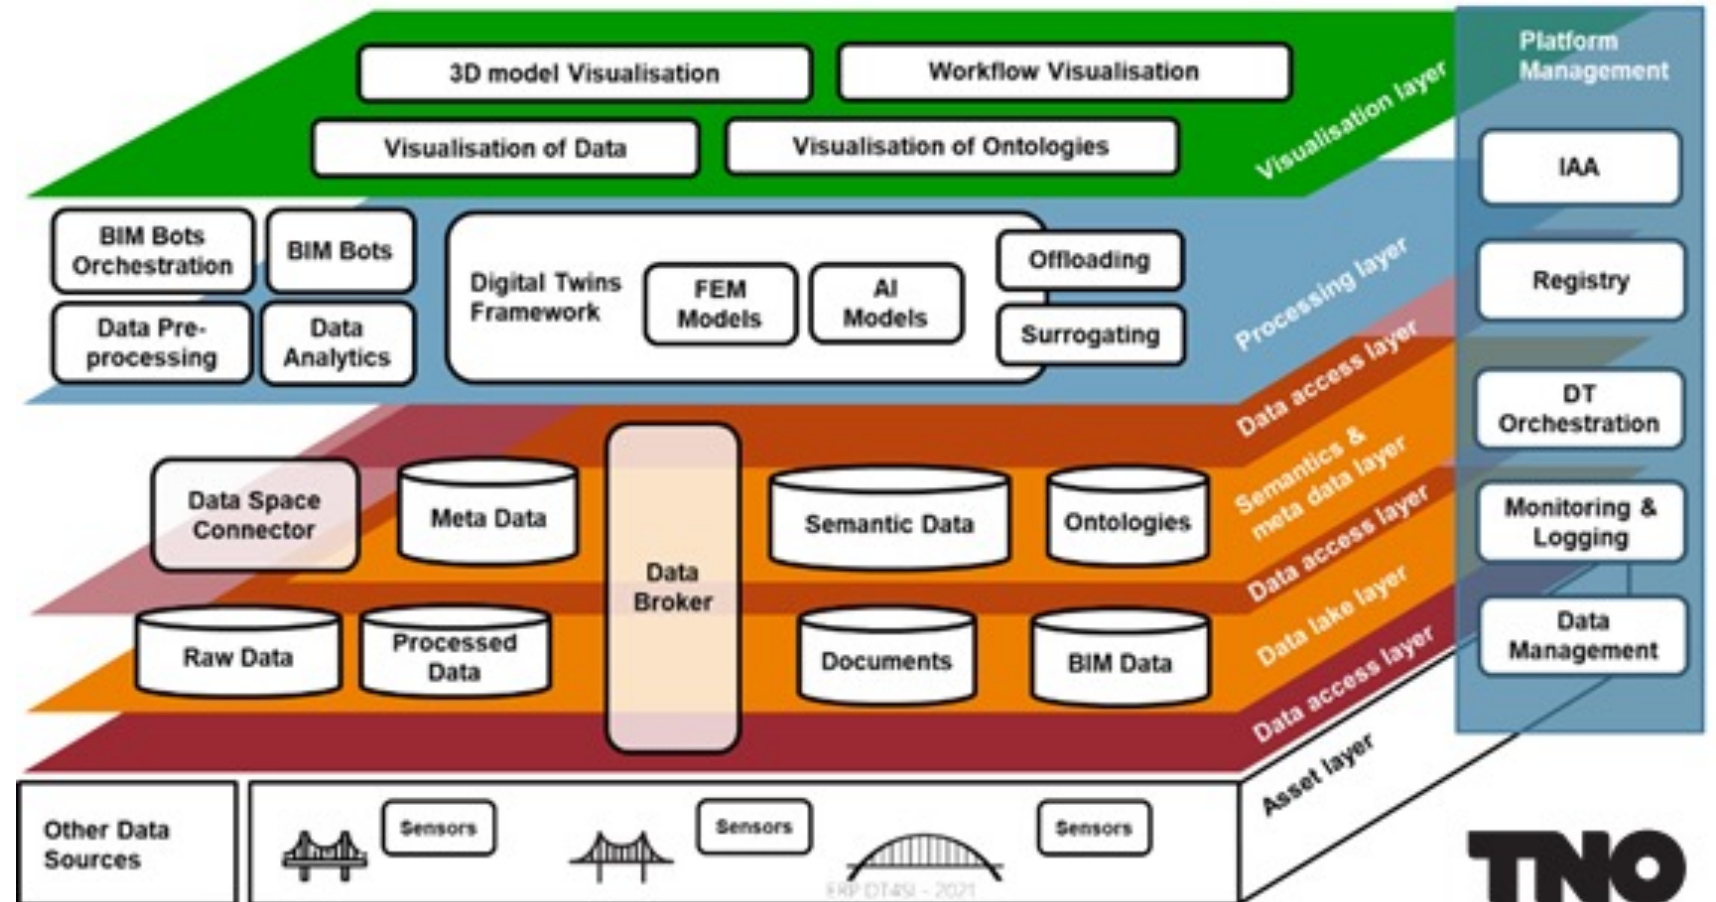 Platform
Management
3D model Visualisation
Workflow Visualisation
Visualisation of Data
Visualisation of Ontologies
Visualisation layer
IAA
BIM Bots
Orchestration
BIM Bots
Data Pre-
processing
Data
Analytics
Digital Twins
Framework
FEM
Models
AI
Models
Offloading
Surrogating
Processing layer
Registry
Data access layer
DT
Orchestration
Data Space
Connector
Meta Data
Data
Broker
Semantic Data
Ontologies
Semantics &
meta data layer
Monitoring &
Logging
Data access layer
Raw Data
Processed
Data
Documents
BIM Data
Data lake layer
Data
Management
Data access layer
Asset layer
Other Data
Sources
Sensors
Sensors
Sensors
ERP DT4SI - 2021
TNO